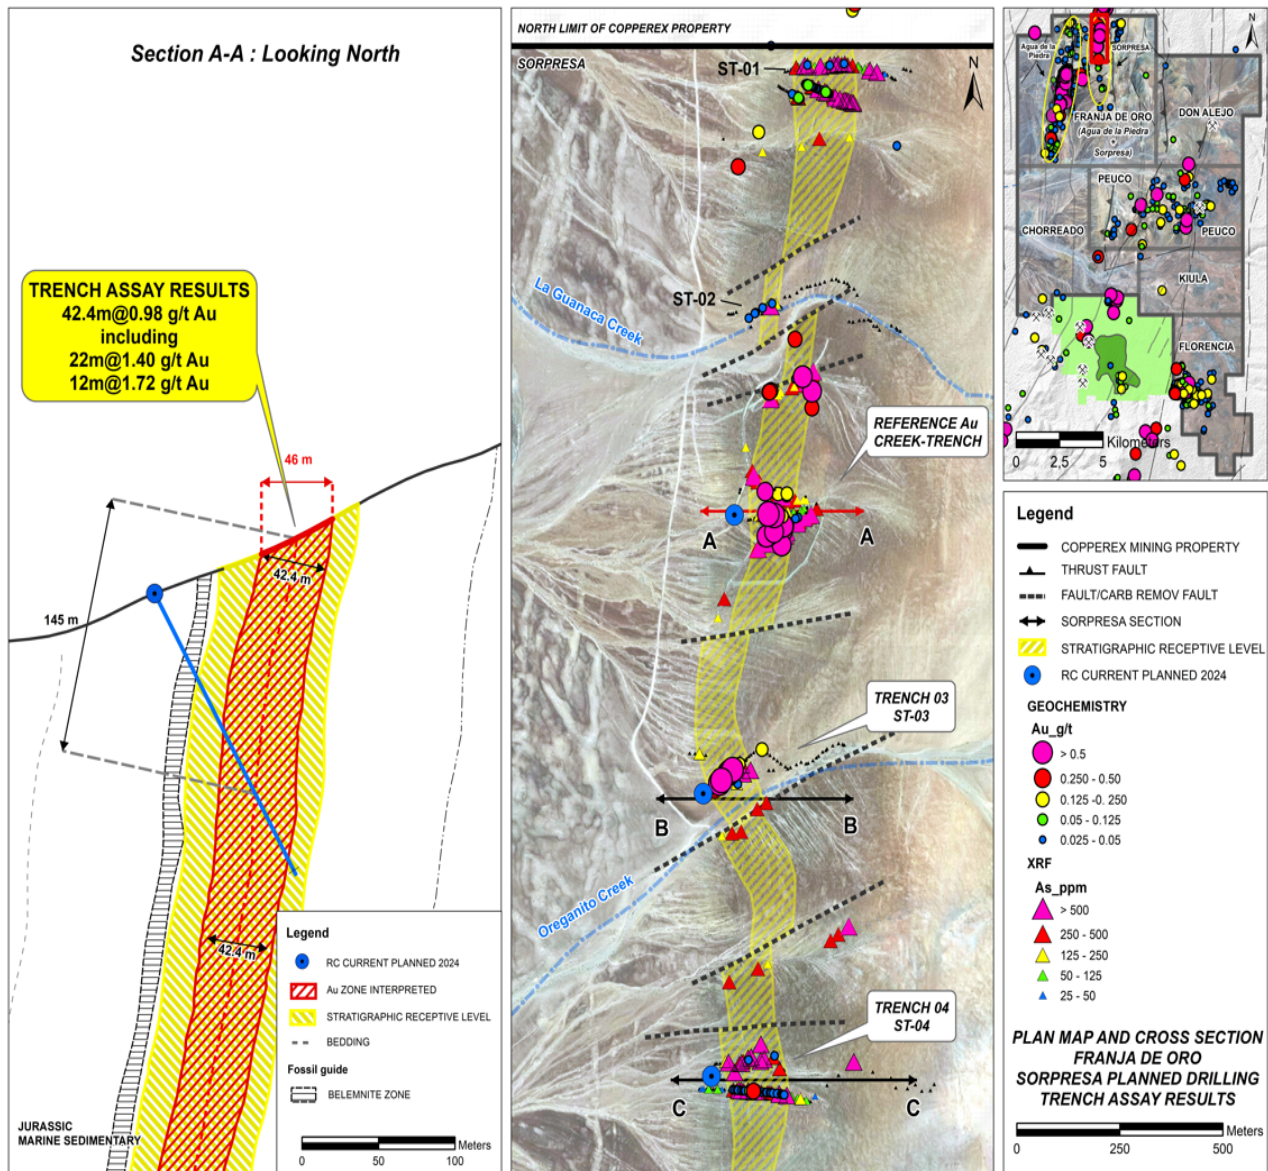 Section A-A : Looking North
TRENCH ASSAY RESULTS
42.4m@0.98 g/t Au
including
22m@1.40 g/t Au
12m@1.72 g/t Au
46 m
42.4 m
145 m
42.4 m
JURASSIC
MARINE SEDIMENTARY
Legend
RC CURRENT PLANNED 2024
Au ZONE INTERPRETED
STRATIGRAPHIC RECEPTIVE LEVEL
BEDDING
Fossil guide
BELEMNITE ZONE
Meters
0 50 100
NORTH LIMIT OF COPPEREX PROPERTY
SORPRESA
ST-01
N
La Guanaca Creek
ST-02
REFERENCE Au
CREEK-TRENCH
A A
TRENCH 03
ST-03
B B
Oreganito Creek
TRENCH 04
ST-04
C C
N
Agua de la
Piedra
SORPRESA
FRANJA DE ORO
(Agua de la Piedra
+
Sorpresa)
DON ALEJO
PEUCO
CHORREADO
PEUCO
KIULA
FLORENCIA
Kilometers
0 2,5 5
Legend
COPPEREX MINING PROPERTY
THRUST FAULT
FAULT/CARB REMOV FAULT
SORPRESA SECTION
STRATIGRAPHIC RECEPTIVE LEVEL
RC CURRENT PLANNED 2024
GEOCHEMISTRY
Au_g/t
> 0.5
0.250 - 0.50
0.125 -0. 250
0.05 - 0.125
0.025 - 0.05
XRF
As_ppm
> 500
250 - 500
125 - 250
50 - 125
25 - 50
PLAN MAP AND CROSS SECTION
FRANJA DE ORO
SORPRESA PLANNED DRILLING
TRENCH ASSAY RESULTS
Meters
0 250 500